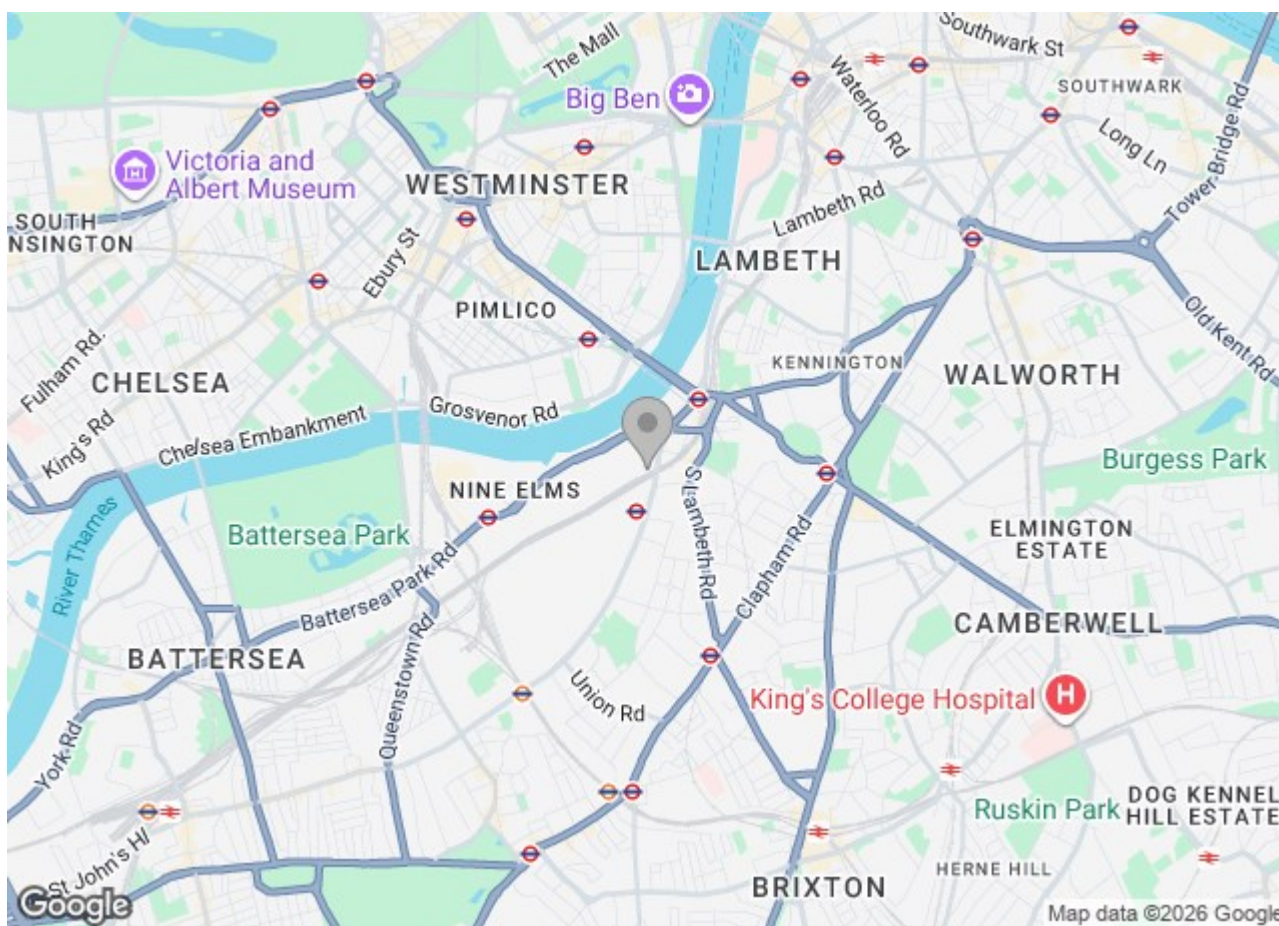 The Mall
Southwark St
Big Ben
Waterloo Rd
SOUTHWARK
Long Ln
Tower Bridge Rd
Victoria and
Albert Museum
WESTMINSTER
Lambeth Rd
SOUTH
NSINGTON
Ebury St
LAMBETH
PIMLICO
Old Kent Rd
Fulham Rd.
CHELSEA
KENNINGTON
WALWORTH
Grosvenor Rd
King's Rd
Chelsea Embankment
Burgess Park
NINE ELMS
S Lambeth Rd
Battersea Park
ELMINGTON
ESTATE
River Thames
Clapham Rd
Battersea Park Rd
CAMBERWELL
BATTERSEA
Queenstown Rd
Union Rd
King's College Hospital
H
York Rd
Ruskin Park
DOG KENNEL
HILL ESTATE
St John's Hl
HERNE HILL
BRIXTON
Google
Map data ©2026 Google